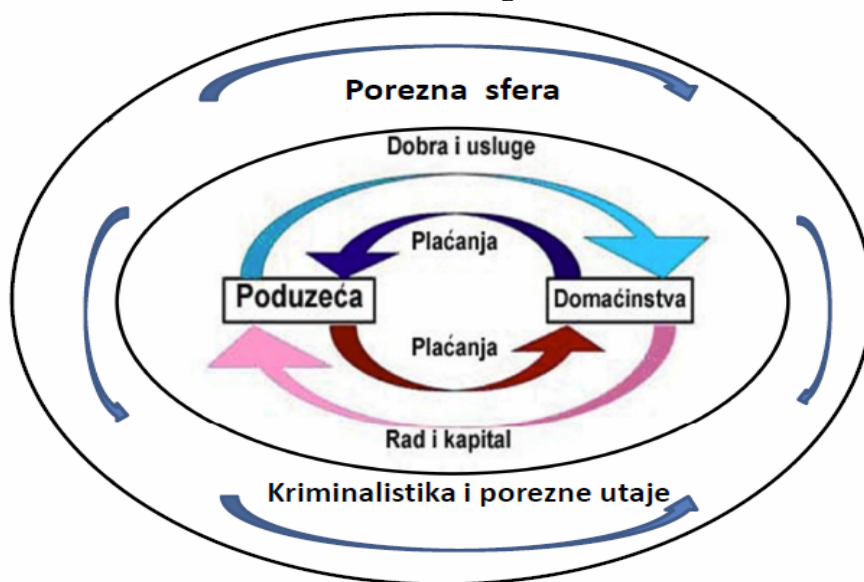 Porezna sfera
Dobra i usluge
Plaćanja
Poduzeća
Domaćinstva
Plaćanja
Rad i kapital
Kriminalistika i porezne utaje